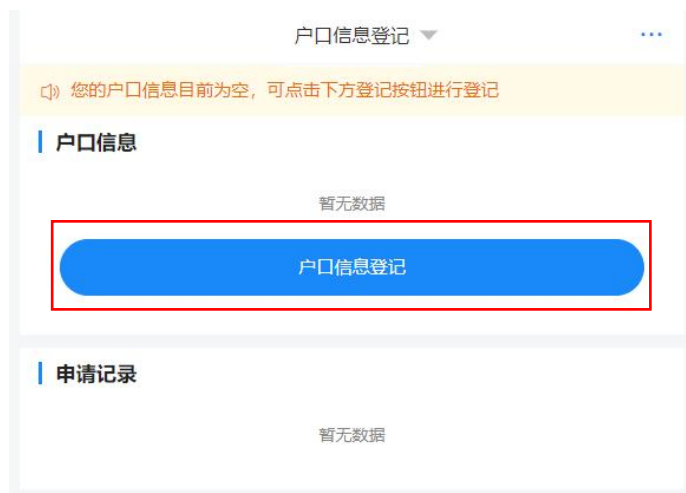 户口信息登记
您的户口信息目前为空，可点击下方登记按钮进行登记
户口信息
暂无数据
户口信息登记
申请记录
暂无数据